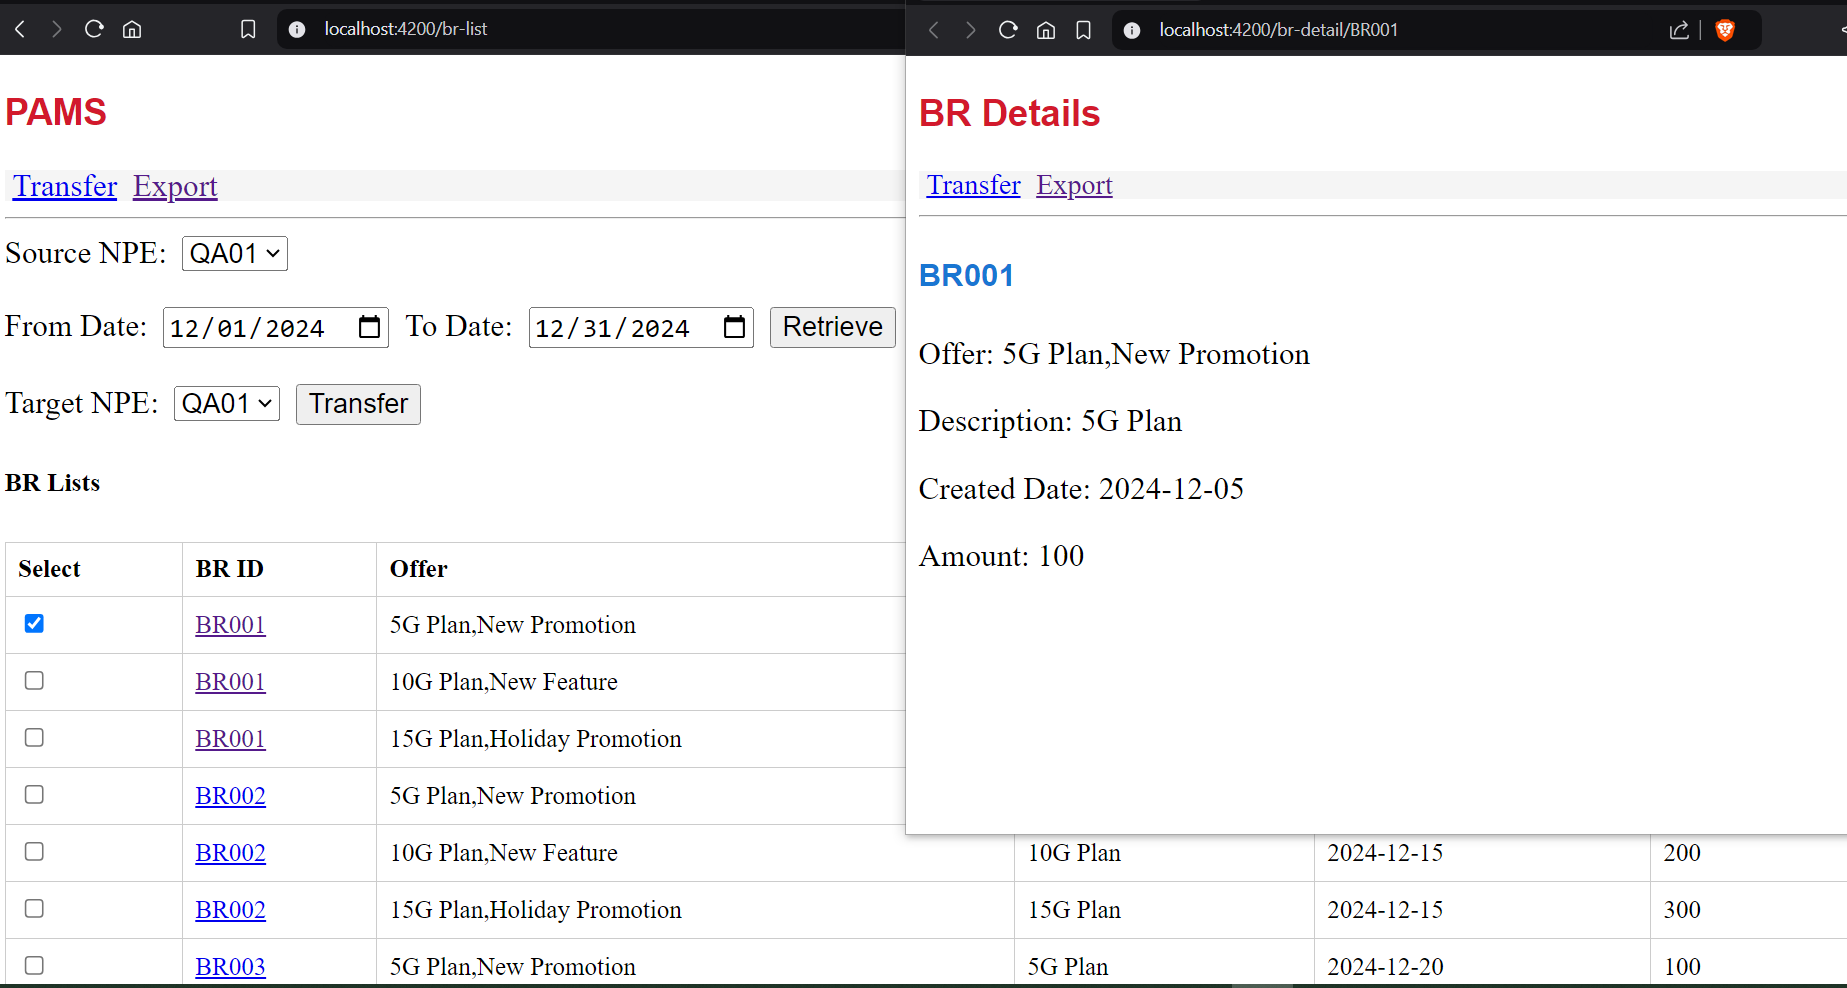 localhost:4200/br-list
PAMS
Transfer Export
Source NPE: QA01
From Date: 12/01/2024 To Date: 12/31/2024 Retrieve
Target NPE: QA01 Transfer
BR Lists
Select BR ID Offer
BR001 5G Plan,New Promotion
BR001 10G Plan,New Feature
BR001 15G Plan,Holiday Promotion
BR002 5G Plan,New Promotion
BR002 10G Plan,New Feature 10G Plan 2024-12-15 200
BR002 15G Plan,Holiday Promotion 15G Plan 2024-12-15 300
BR003 5G Plan,New Promotion 5G Plan 2024-12-20 100
localhost:4200/br-detail/BR001
BR Details
Transfer Export
BR001
Offer: 5G Plan,New Promotion
Description: 5G Plan
Created Date: 2024-12-05
Amount: 100